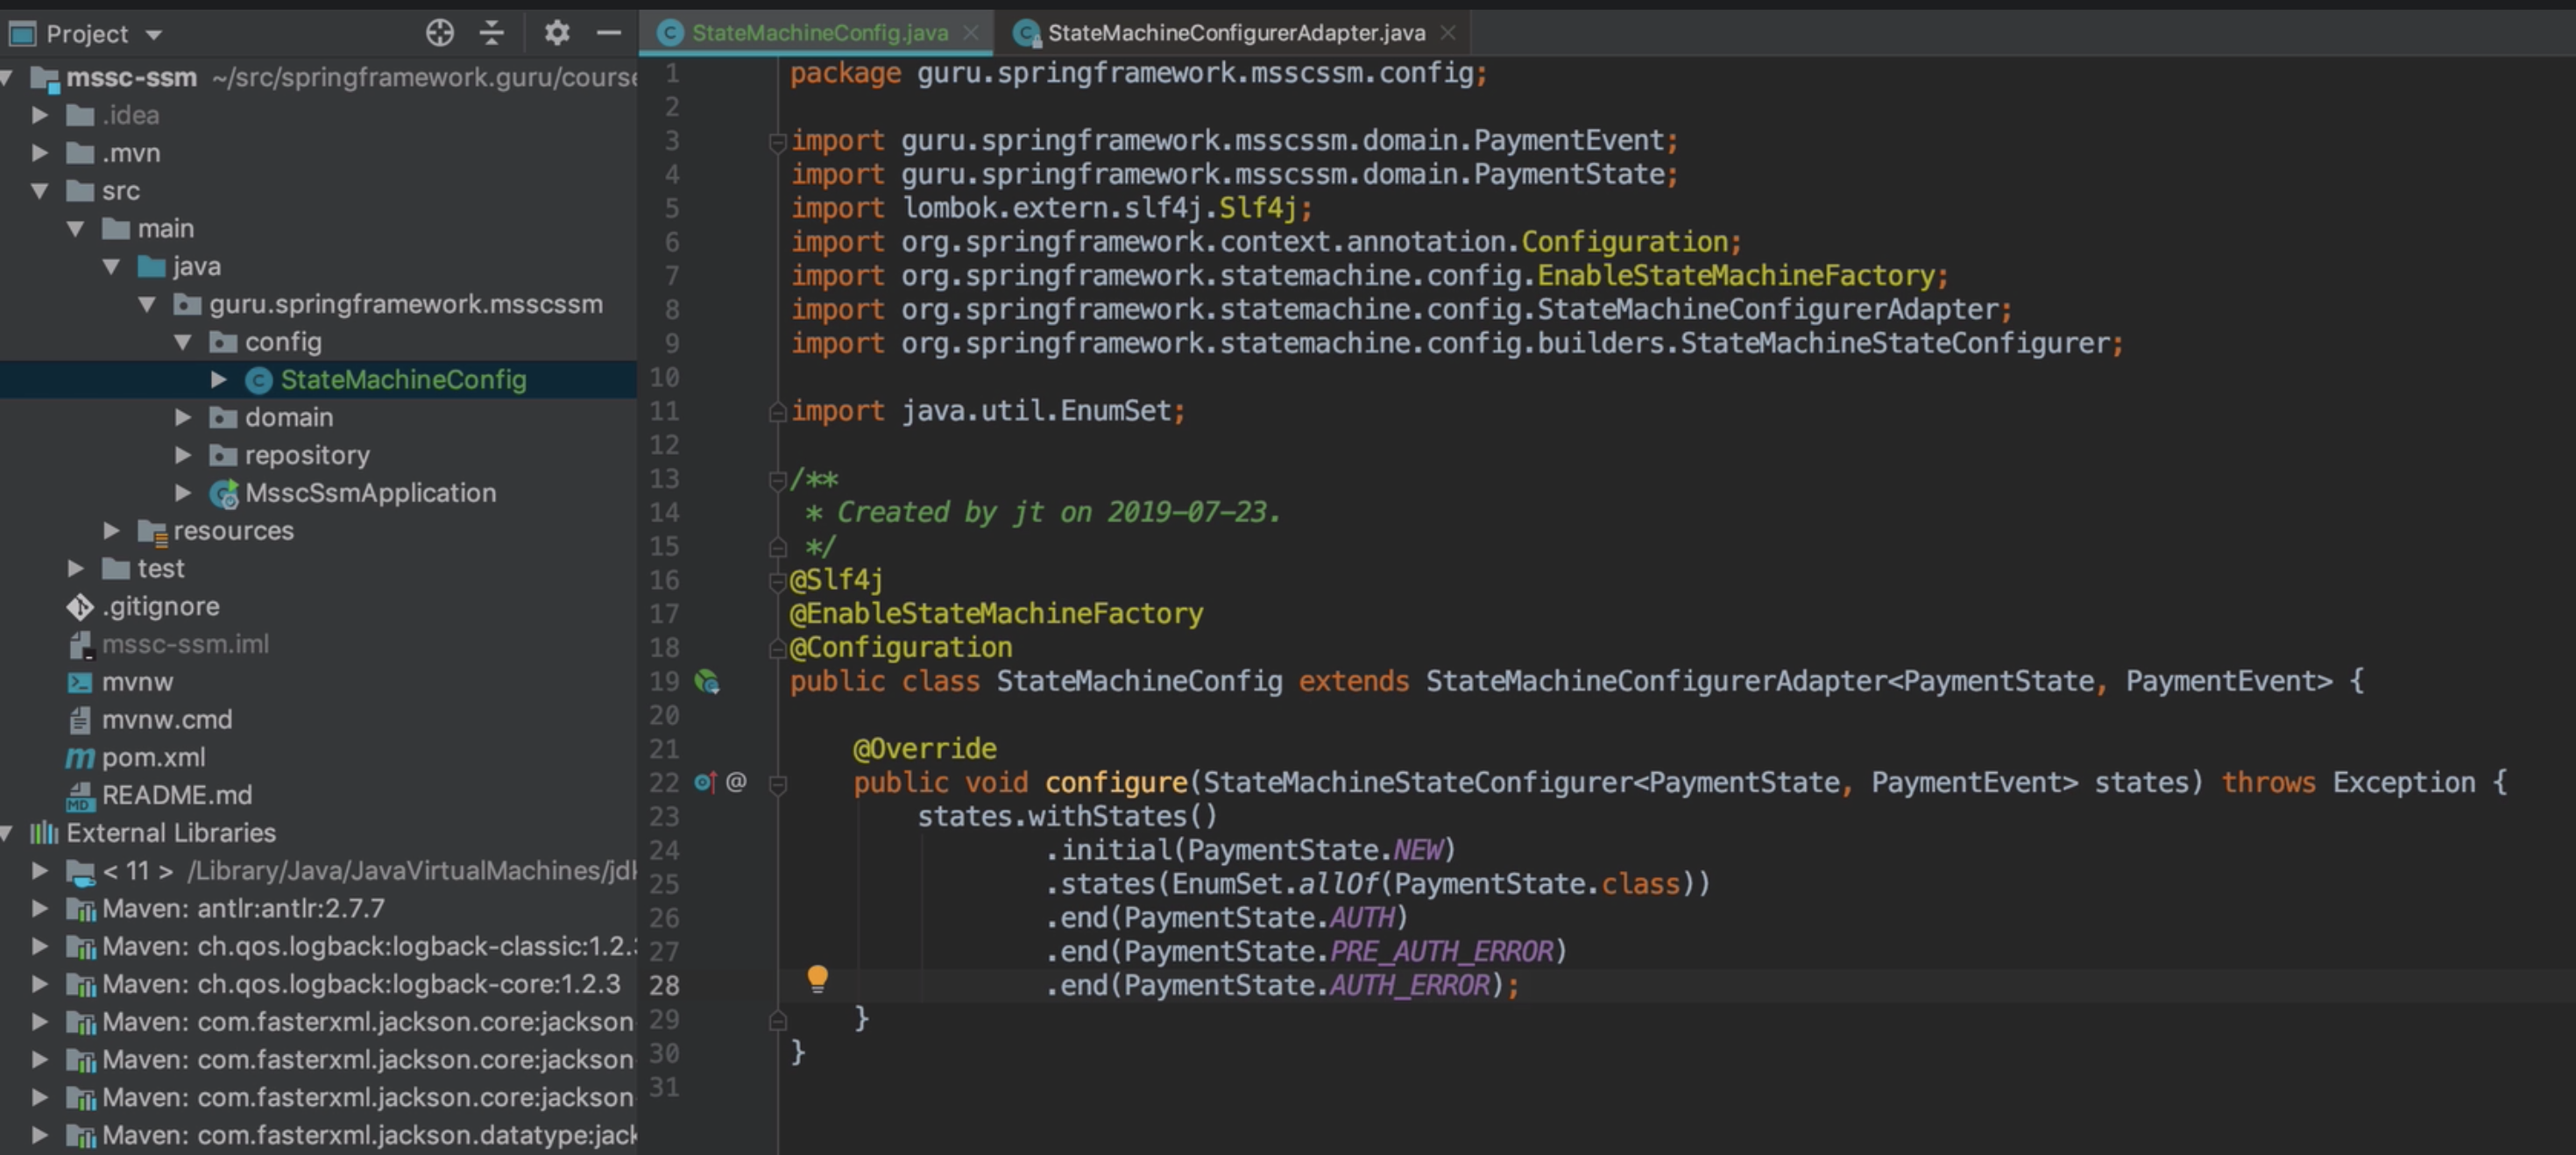 Project
mssc-ssm ~/src/springframework.guru/course
.idea
.mvn
src
main
java
guru.springframework.msscssm
config
StateMachineConfig
domain
repository
MsscSsmApplication
resources
test
.gitignore
mssc-ssm.iml
mvnw
mvnw.cmd
pom.xml
README.md
External Libraries
< 11 > /Library/Java/JavaVirtualMachines/jdk
Maven: antlr:antlr:2.7.7
Maven: ch.qos.logback:logback-classic:1.2.3
Maven: ch.qos.logback:logback-core:1.2.3
Maven: com.fasterxml.jackson.core:jackson
Maven: com.fasterxml.jackson.core:jackson
Maven: com.fasterxml.jackson.core:jackson
Maven: com.fasterxml.jackson.datatype:jack
StateMachineConfig.java StateMachineConfigurerAdapter.java
1 package guru.springframework.msscssm.config;
2
3 import guru.springframework.msscssm.domain.PaymentEvent;
4 import guru.springframework.msscssm.domain.PaymentState;
5 import lombok.extern.slf4j.Slf4j;
6 import org.springframework.context.annotation.Configuration;
7 import org.springframework.statemachine.config.EnableStateMachineFactory;
8 import org.springframework.statemachine.config.StateMachineConfigurerAdapter;
9 import org.springframework.statemachine.config.builders.StateMachineStateConfigurer;
10
11 import java.util.EnumSet;
12
13 /**
14 * Created by jt on 2019-07-23.
15 */
16 @Slf4j
17 @EnableStateMachineFactory
18 @Configuration
19 public class StateMachineConfig extends StateMachineConfigurerAdapter<PaymentState, PaymentEvent> {
20
21 @Override
22 @ public void configure(StateMachineStateConfigurer<PaymentState, PaymentEvent> states) throws Exception {
23 states.withStates()
24 .initial(PaymentState.NEW)
25 .states(EnumSet.allOf(PaymentState.class))
26 .end(PaymentState.AUTH)
27 .end(PaymentState.PRE_AUTH_ERROR)
28 .end(PaymentState.AUTH_ERROR);
29 }
30 }
31